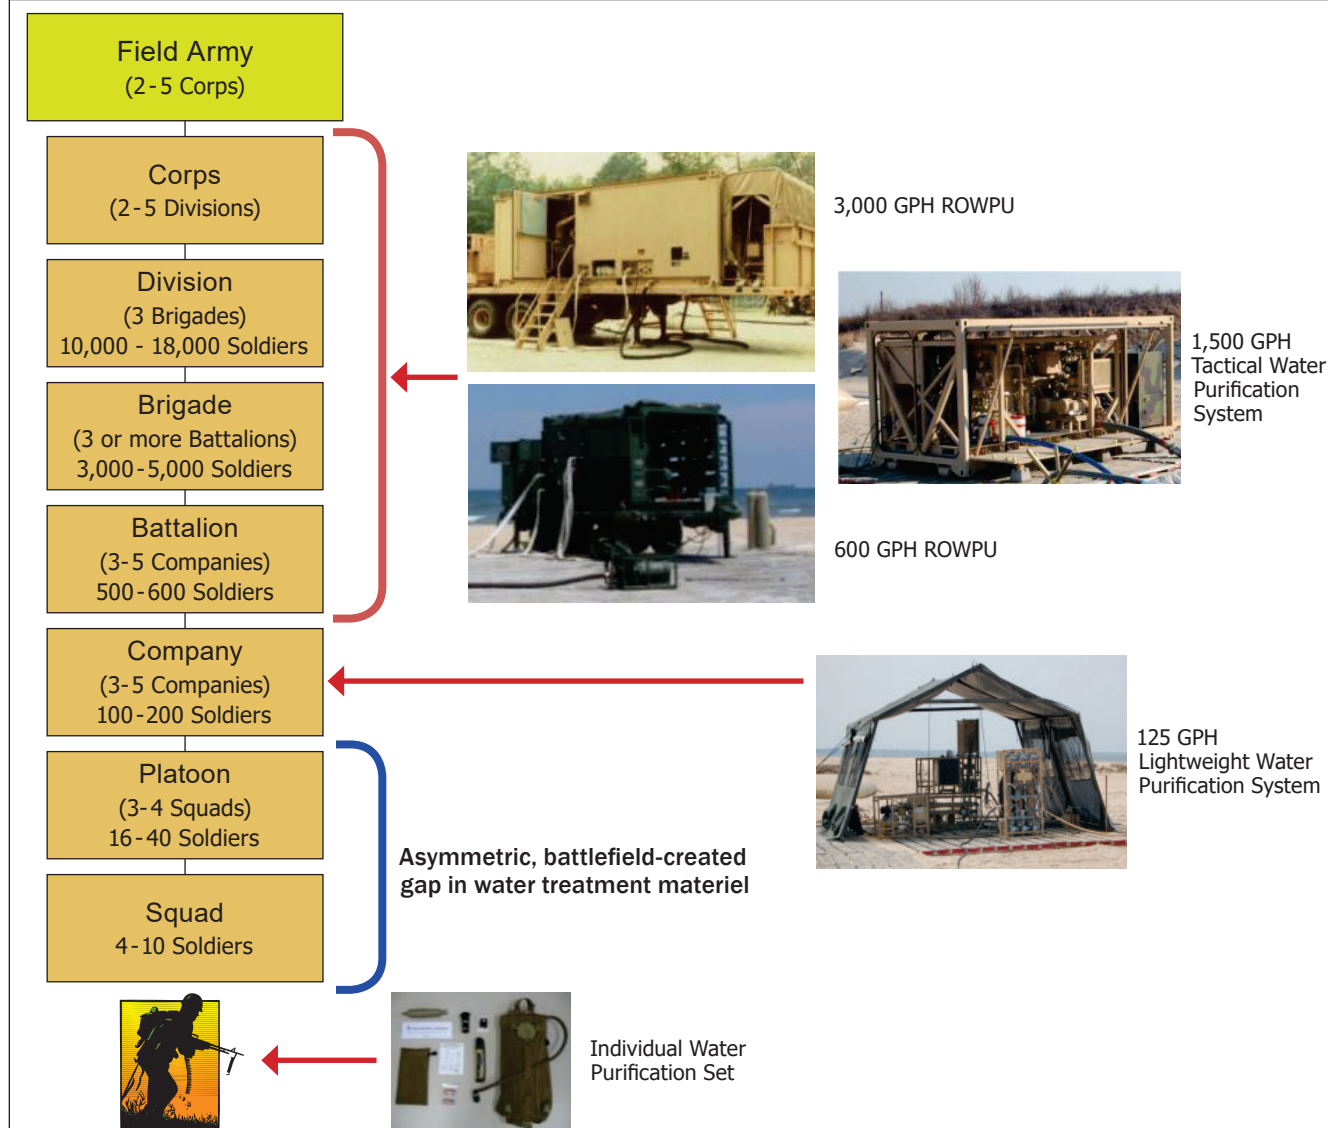 Field Army
(2-5 Corps)
Corps
(2-5 Divisions)
Division
(3 Brigades)
10,000 - 18,000 Soldiers
Brigade
(3 or more Battalions)
3,000-5,000 Soldiers
Battalion
(3-5 Companies)
500-600 Soldiers
Company
(3-5 Companies)
100-200 Soldiers
Platoon
(3-4 Squads)
16-40 Soldiers
Squad
4-10 Soldiers
3,000 GPH ROWPU
1,500 GPH
Tactical Water
Purification
System
600 GPH ROWPU
125 GPH
Lightweight Water
Purification System
Asymmetric, battlefield-created
gap in water treatment materiel
Individual Water
Purification Set